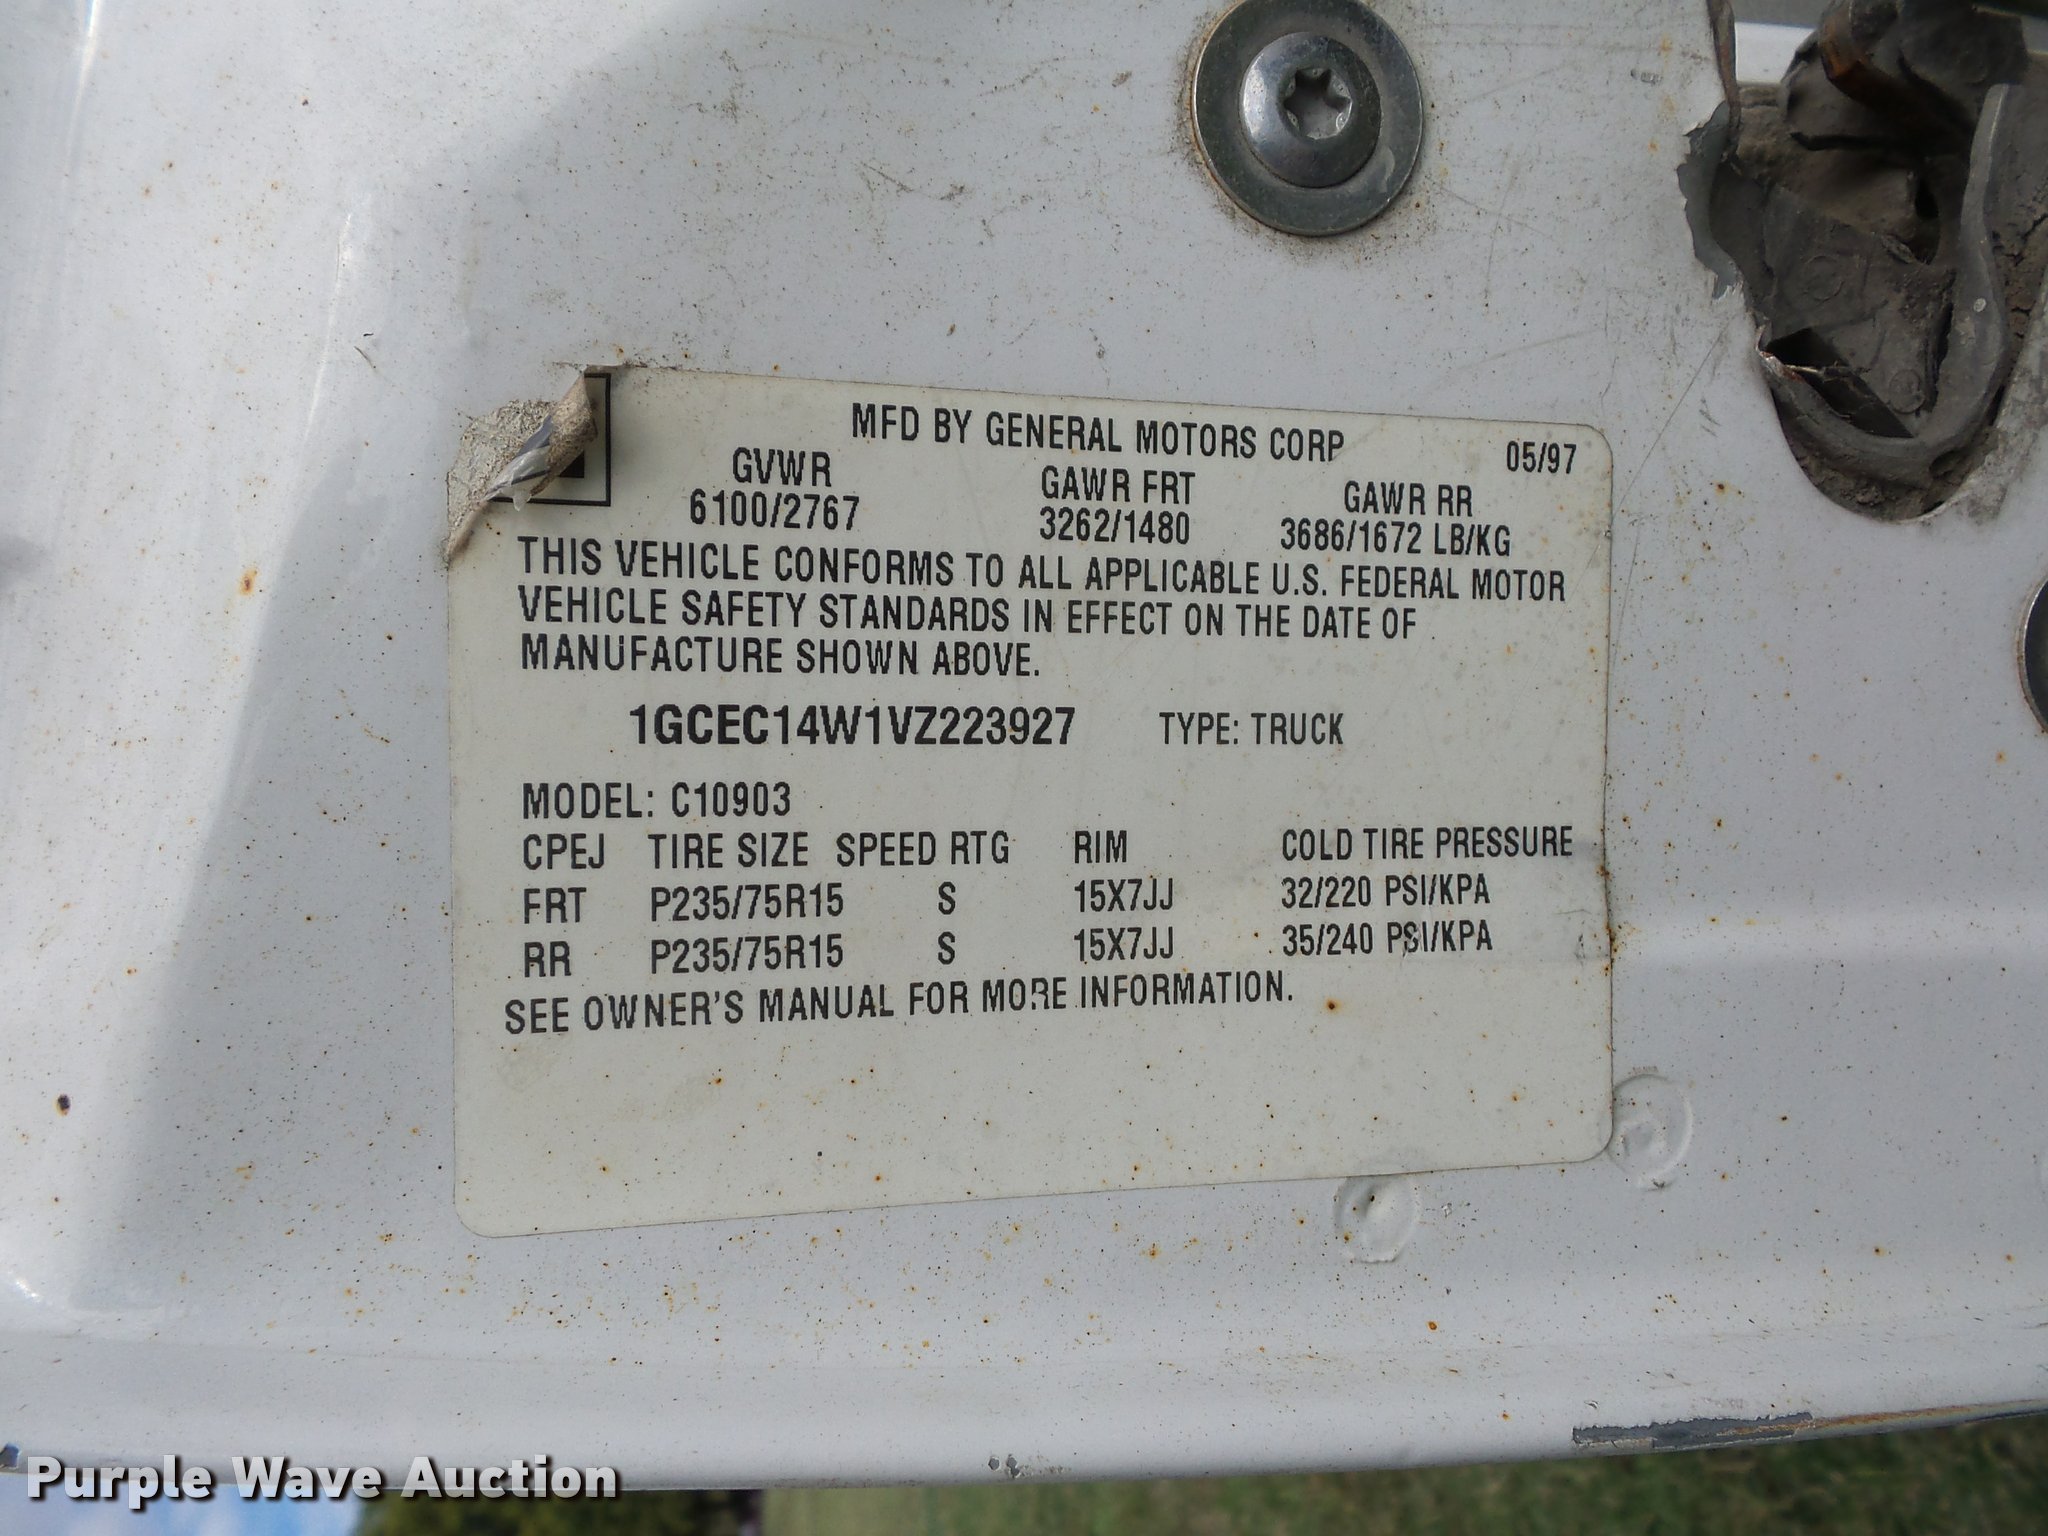 MFD BY GENERAL MOTORS CORP 05/97
GVWR GAWR FRT GAWR RR
6100/2767 3262/1480 3686/1672 LB/KG
THIS VEHICLE CONFORMS TO ALL APPLICABLE U.S. FEDERAL MOTOR
VEHICLE SAFETY STANDARDS IN EFFECT ON THE DATE OF
MANUFACTURE SHOWN ABOVE.
1GCEC14W1VZ223927 TYPE: TRUCK
MODEL: C10903
CPEJ TIRE SIZE SPEED RTG RIM COLD TIRE PRESSURE
FRT P235/75R15 S 15X7JJ 32/220 PSI/KPA
RR P235/75R15 S 15X7JJ 35/240 PSI/KPA
SEE OWNER'S MANUAL FOR MORE INFORMATION.
Purple Wave Auction